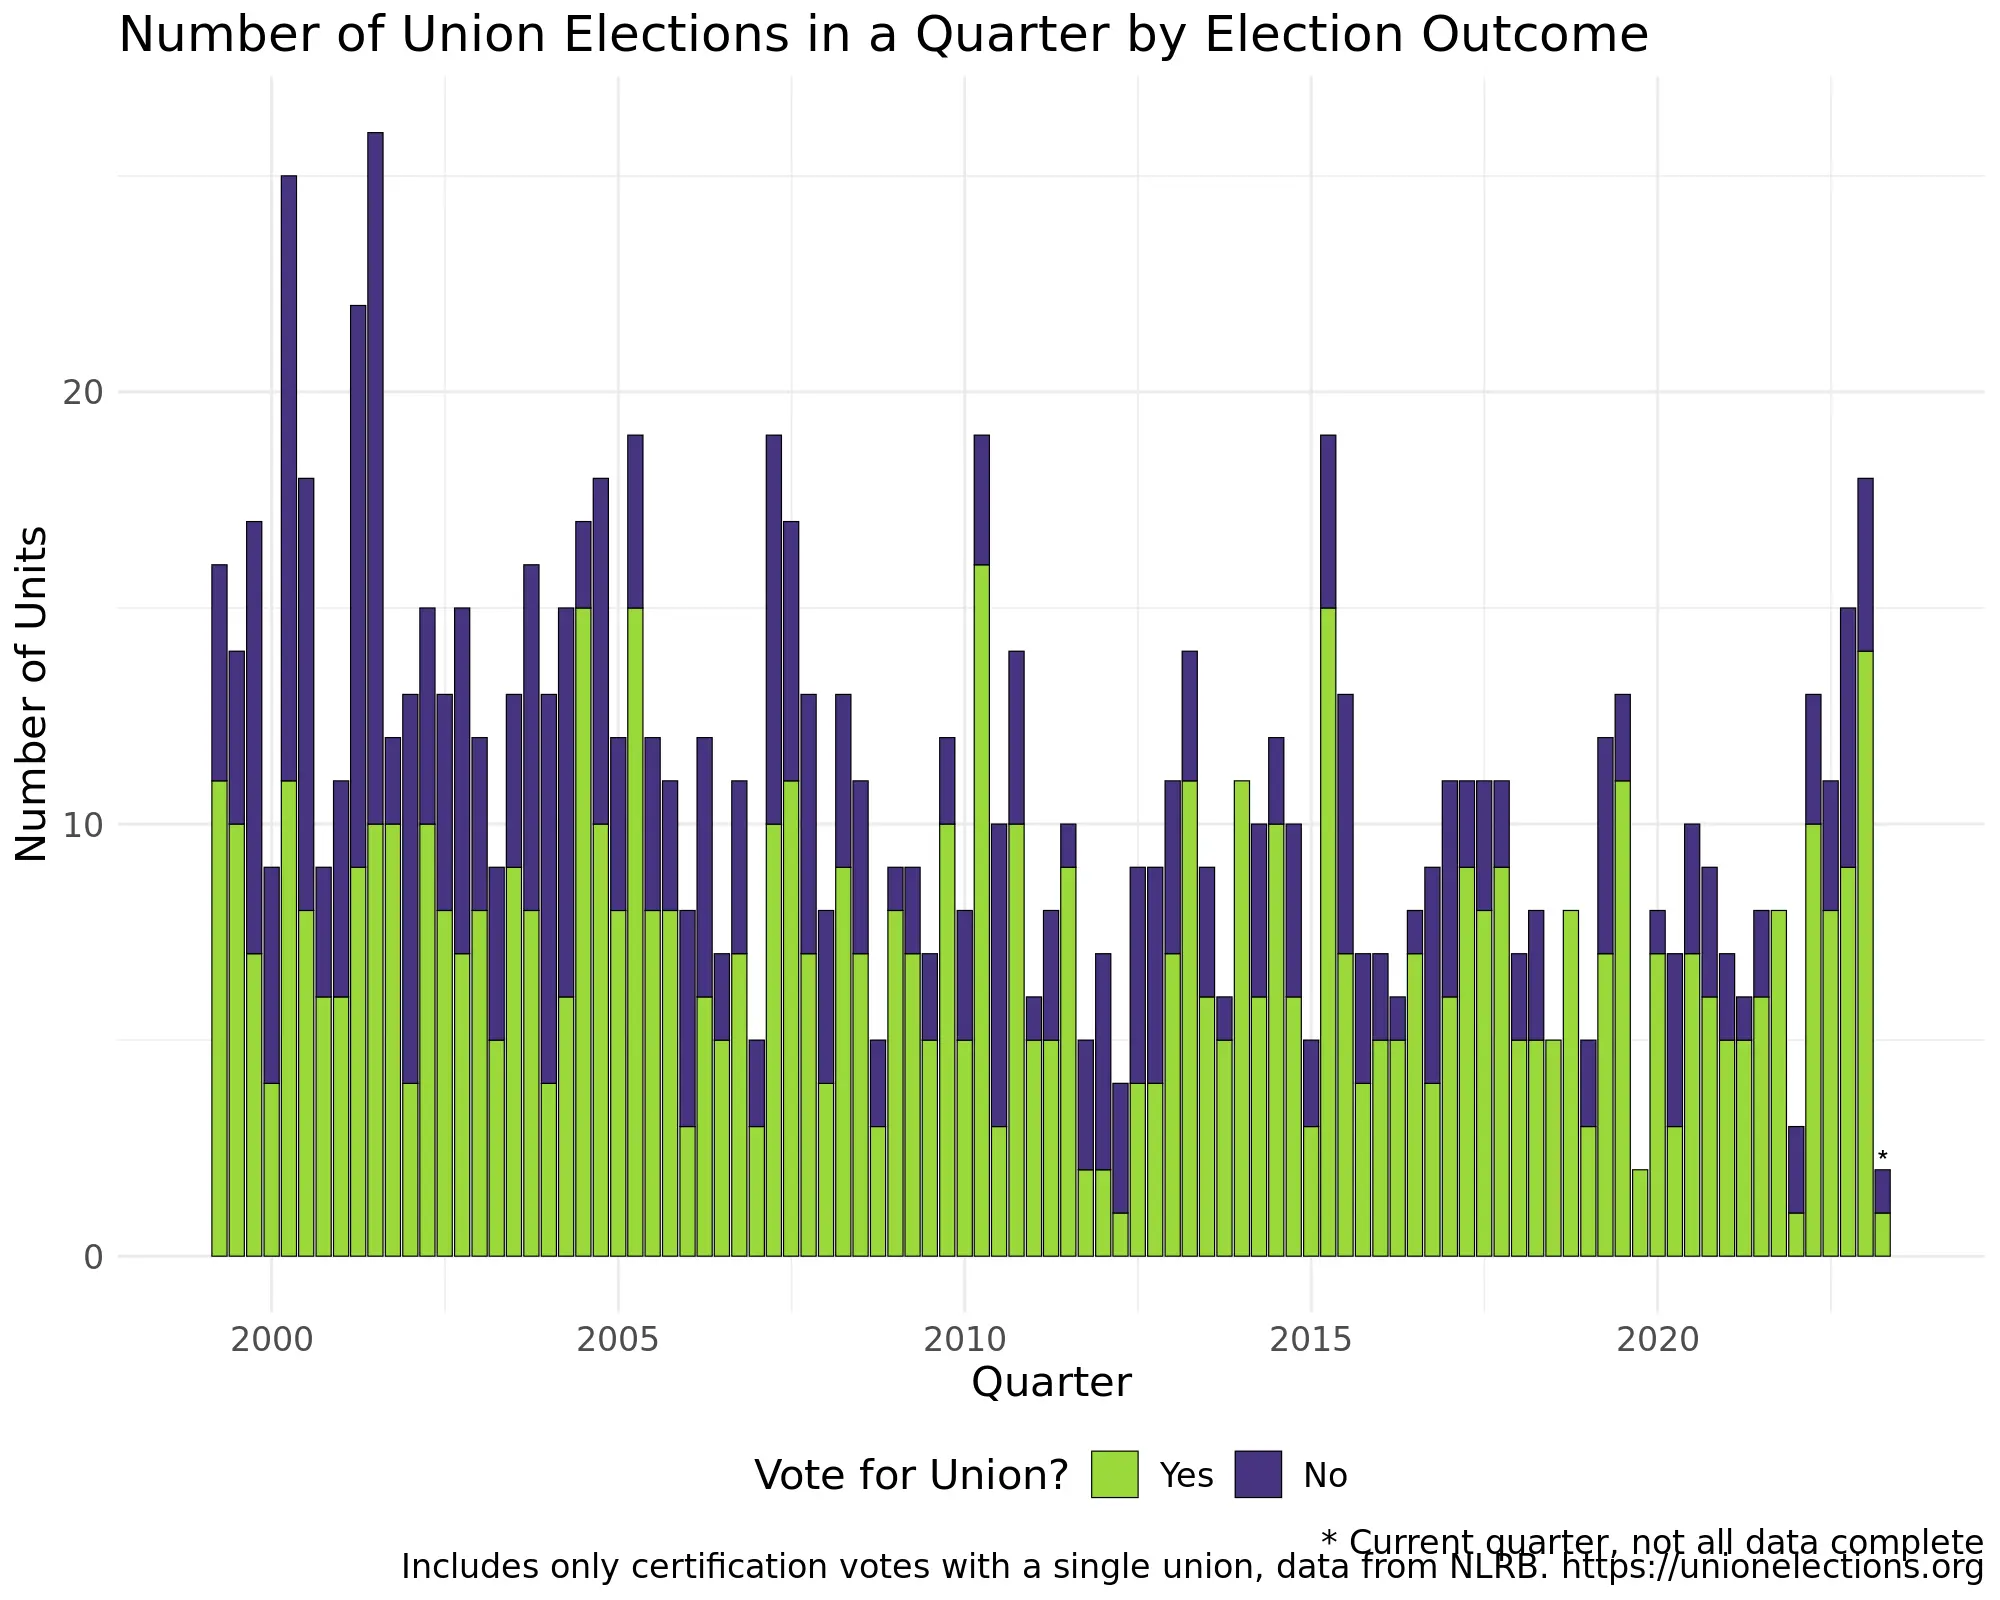 Number of Union Elections in a Quarter by Election Outcome
Number of Units
20
10
0
*
2000 2005 2010 2015 2020
Quarter
Vote for Union? Yes No
* Current quarter, not all data complete
Includes only certification votes with a single union, data from NLRB. https://unionelections.org